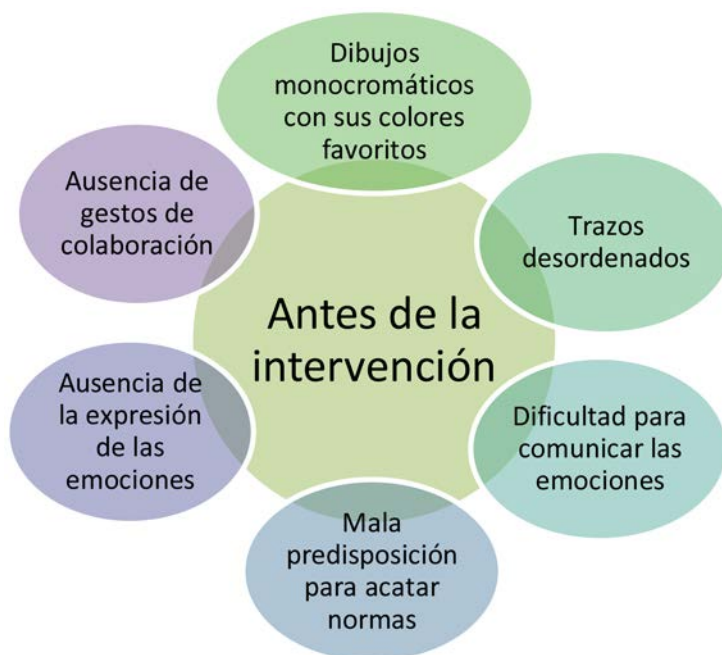 Dibujos
monocromáticos
con sus colores
favoritos
Trazos
desordenados
Dificultad para
comunicar las
emociones
Mala
predisposición
para acatar
normas
Ausencia de
la expresión
de las
emociones
Ausencia de
gestos de
colaboración
Antes de la
intervención